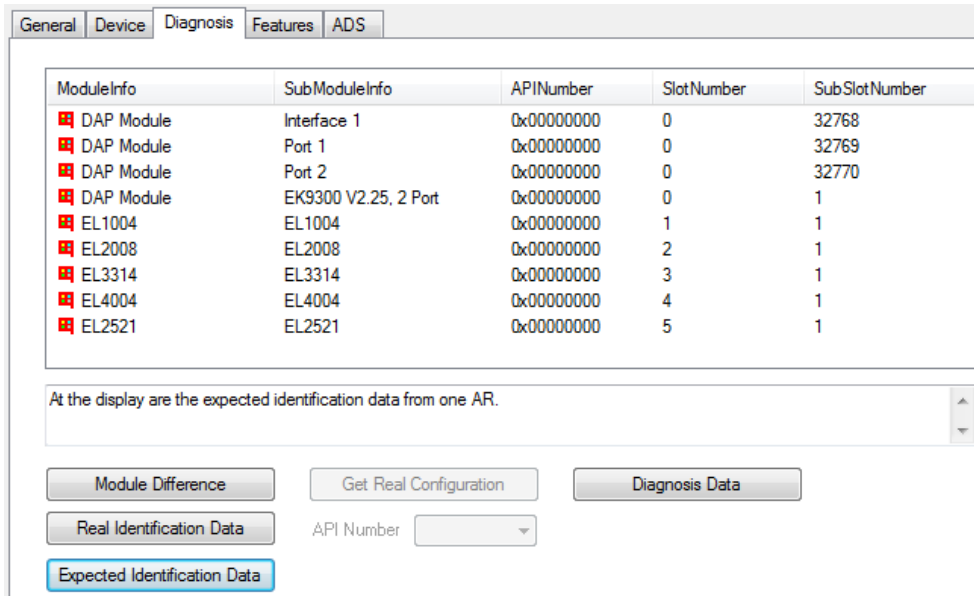 General Device Diagnosis Features ADS
ModuleInfo SubModuleInfo APINumber SlotNumber SubSlotNumber
DAP Module Interface 1 0x00000000 0 32768
DAP Module Port 1 0x00000000 0 32769
DAP Module Port 2 0x00000000 0 32770
DAP Module EK9300 V2.25, 2 Port 0x00000000 0 1
EL1004 EL1004 0x00000000 1 1
EL2008 EL2008 0x00000000 2 1
EL3314 EL3314 0x00000000 3 1
EL4004 EL4004 0x00000000 4 1
EL2521 EL2521 0x00000000 5 1
At the display are the expected identification data from one AR.
Module Difference Get Real Configuration Diagnosis Data
Real Identification Data API Number
Expected Identification Data